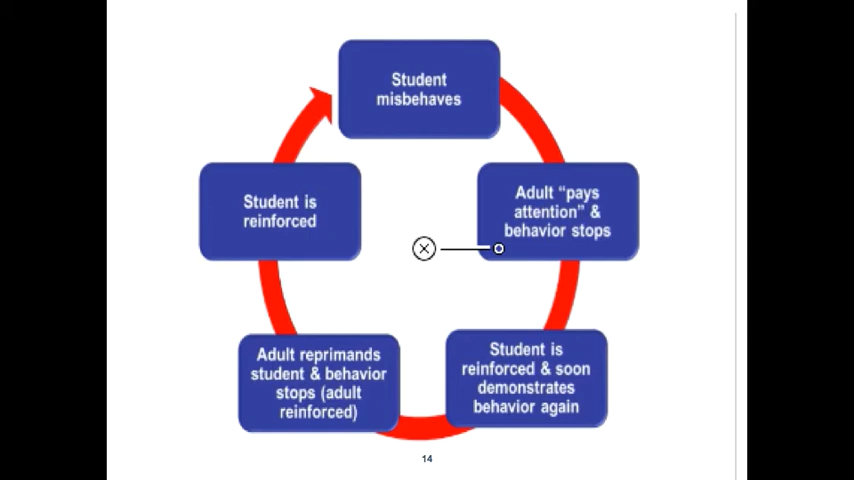 Student
misbehaves
Adult “pays
attention” &
behavior stops
Student is
reinforced & soon
demonstrates
behavior again
Adult reprimands
student & behavior
stops (adult
reinforced)
Student is
reinforced
14